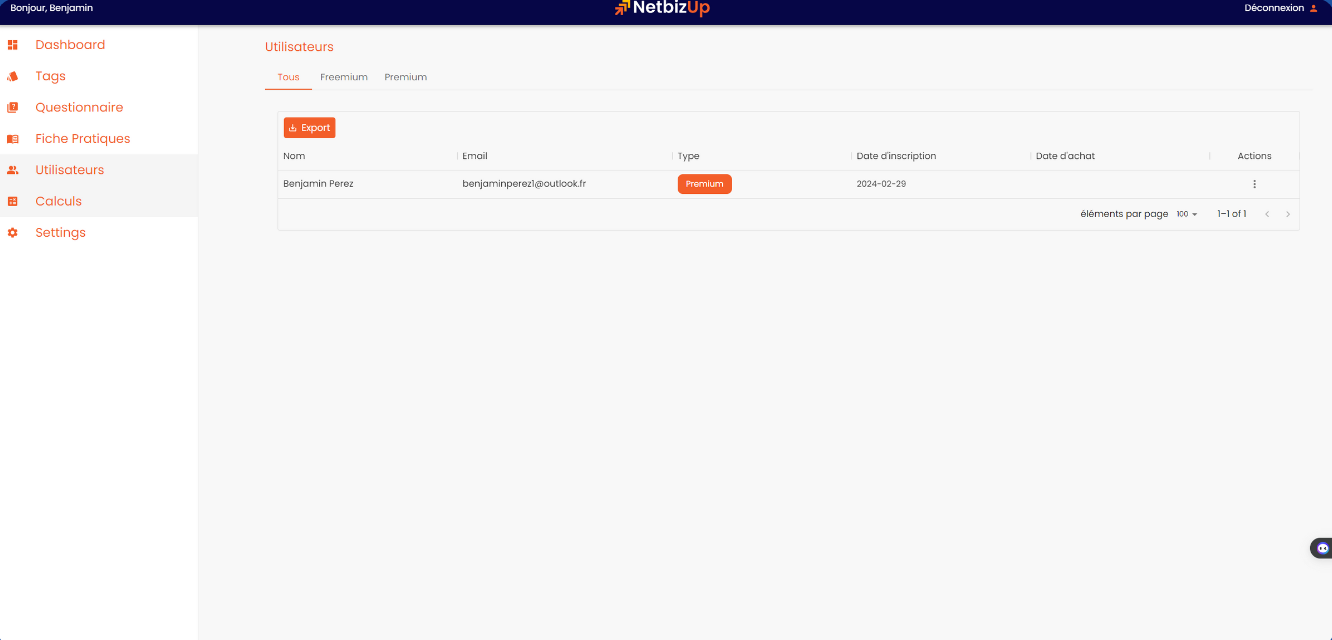 Bonjour, Benjamin
NetbizUp
Déconnexion
Dashboard
Tags
Questionnaire
Fiche Pratiques
Utilisateurs
Calculs
Settings
Utilisateurs
Tous Freemium Premium
Export
Nom Email Type Date d'inscription Date d'achat Actions
Benjamin Perez benjaminperez1@outlook.fr Premium 2024-02-29
éléments par page 100 1–1 of 1